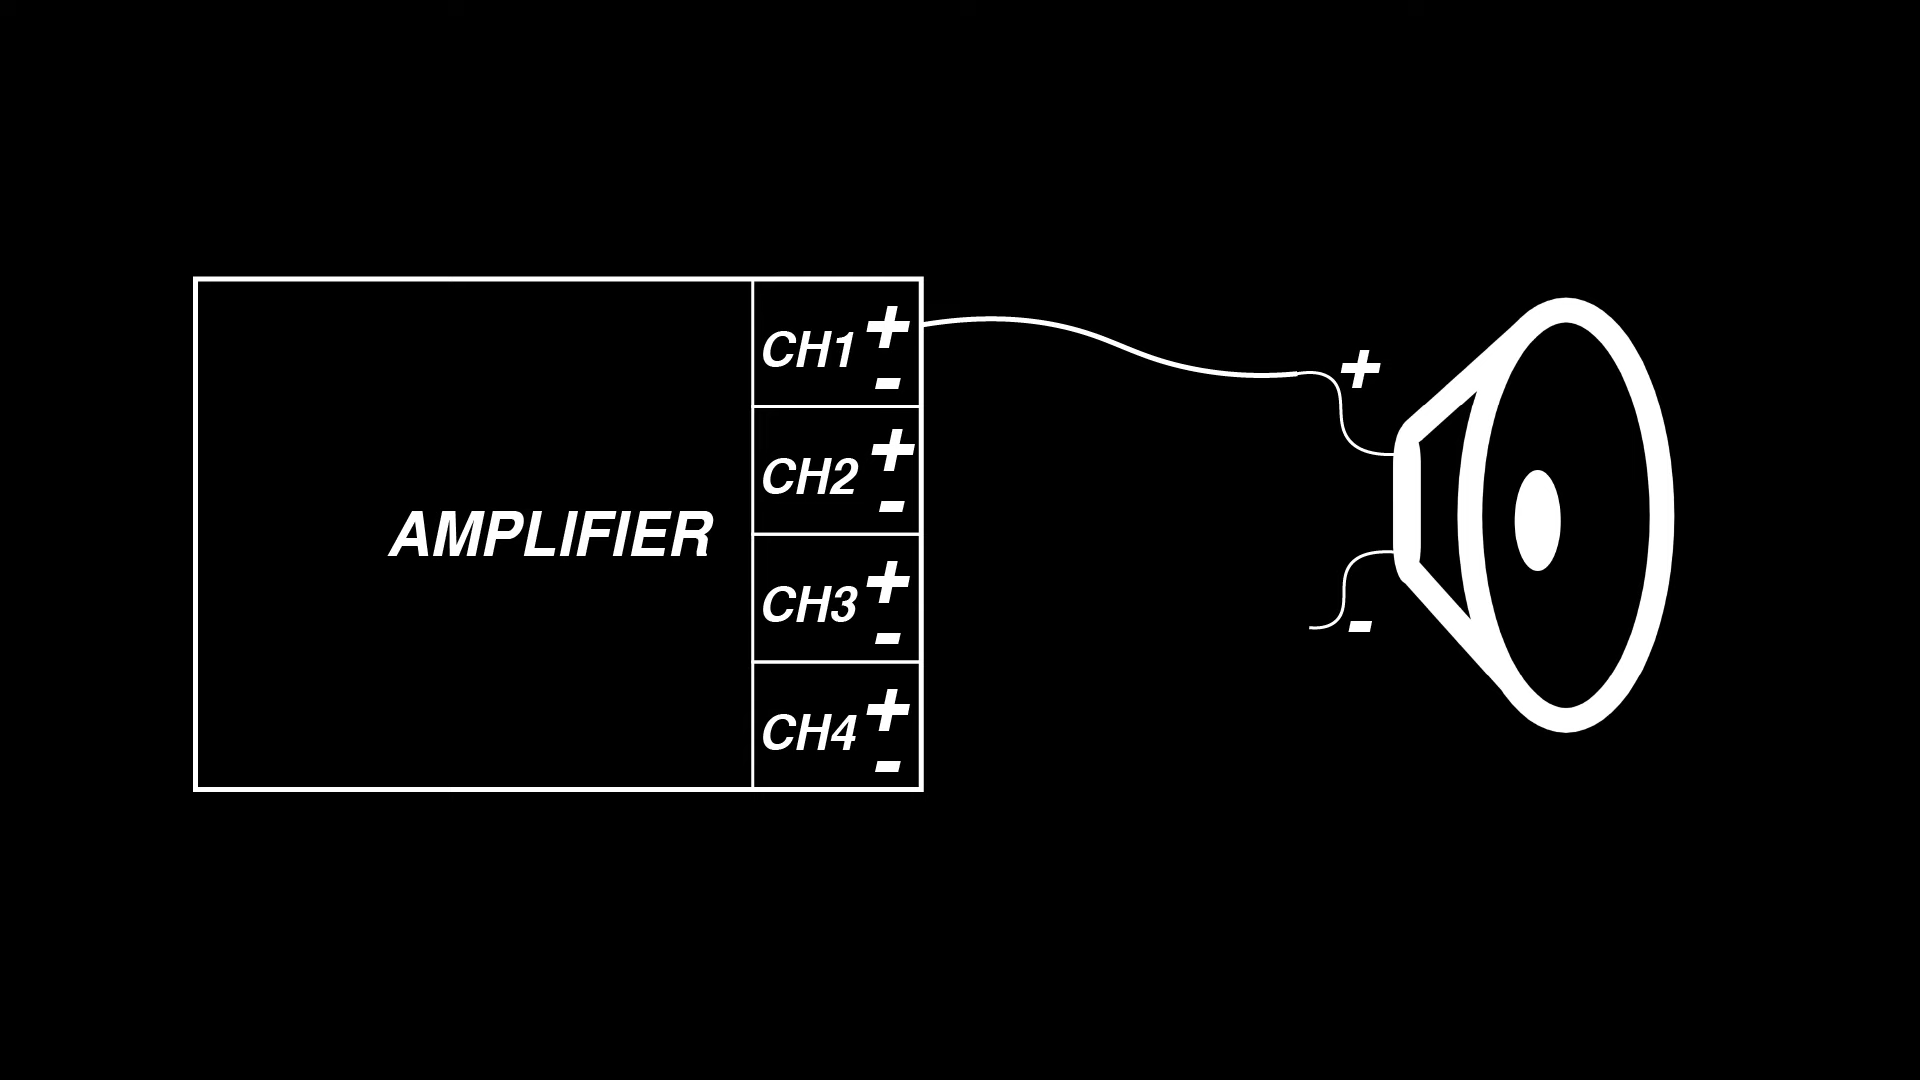 CH1 +
-
+
CH2 +
-
AMPLIFIER
CH3 +
-
-
CH4 +
-